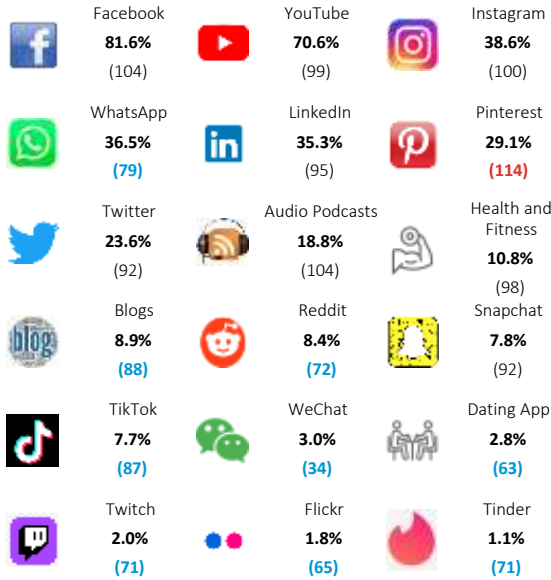 Facebook
81.6%
(104)
YouTube
70.6%
(99)
Instagram
38.6%
(100)
WhatsApp
36.5%
(79)
in
LinkedIn
35.3%
(95)
Pinterest
29.1%
(114)
Twitter
23.6%
(92)
Audio Podcasts
18.8%
(104)
Health and
Fitness
10.8%
(98)
blog
Blogs
8.9%
(88)
Reddit
8.4%
(72)
Snapchat
7.8%
(92)
TikTok
7.7%
(87)
WeChat
3.0%
(34)
Dating App
2.8%
(63)
Twitch
2.0%
(71)
Flickr
1.8%
(65)
Tinder
1.1%
(71)